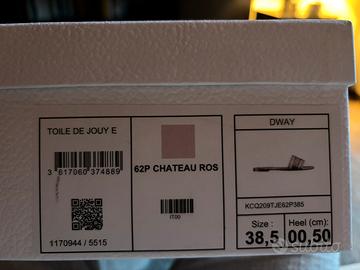 TOILE DE JOUY E
3 617060 374889
1170944 / 5515
62P CHATEAU ROS
IT00
DWAY
KCQ209TJE62P385
Size :
38,5
Heel (cm):
00,50
subito